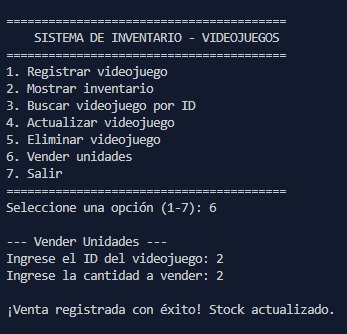 ========================================
SISTEMA DE INVENTARIO - VIDEOJUEGOS
========================================
1. Registrar videojuego
2. Mostrar inventario
3. Buscar videojuego por ID
4. Actualizar videojuego
5. Eliminar videojuego
6. Vender unidades
7. Salir
========================================
Seleccione una opción (1-7): 6
--- Vender Unidades ---
Ingrese el ID del videojuego: 2
Ingrese la cantidad a vender: 2
¡Venta registrada con éxito! Stock actualizado.